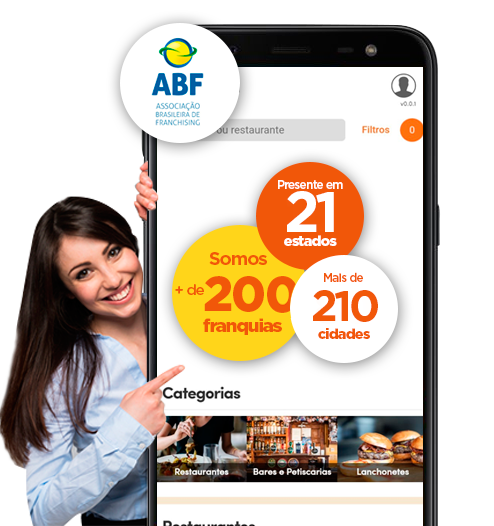 ABF
ASSOCIAÇÃO
BRASILEIRA DE
FRANCHISING
v0.0.1
ou restaurante
Filtros
0
Presente em
21
estados
Somos
+ de 200
franquias
Mais de
210
cidades
Categorias
Restaurantes
Bares e Petiscarias
Lanchonetes
Restaurantes